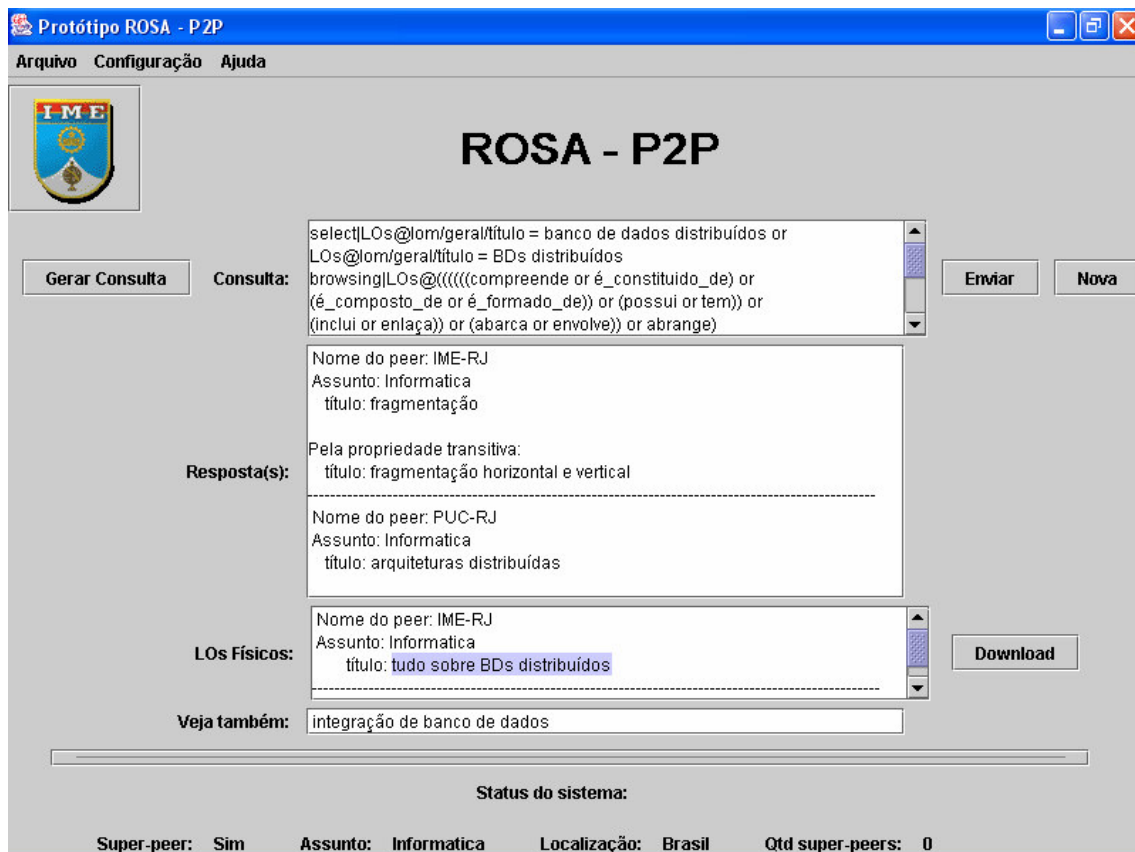 Protótipo ROSA - P2P
Arquivo Configuração Ajuda
IME
ROSA - P2P
Gerar Consulta
Consulta:
select|LOs@lom/geral/título = banco de dados distribuídos or
LOs@lom/geral/título = BDs distribuídos
browsing|LOs@((((((compreende or é_constituido_de) or
(é_composto_de or é_formado_de)) or (possui or tem)) or
(inclui or enlaça)) or (abarca or envolve)) or abrange)
Enviar
Nova
Resposta(s):
Nome do peer: IME-RJ
Assunto: Informatica
título: fragmentação
Pela propriedade transitiva:
título: fragmentação horizontal e vertical
Nome do peer: PUC-RJ
Assunto: Informatica
título: arquiteturas distribuídas
LOs Físicos:
Nome do peer: IME-RJ
Assunto: Informatica
título: tudo sobre BDs distribuídos
Download
Veja também: integração de banco de dados
Status do sistema:
Super-peer: Sim Assunto: Informatica Localização: Brasil Qtd super-peers: 0